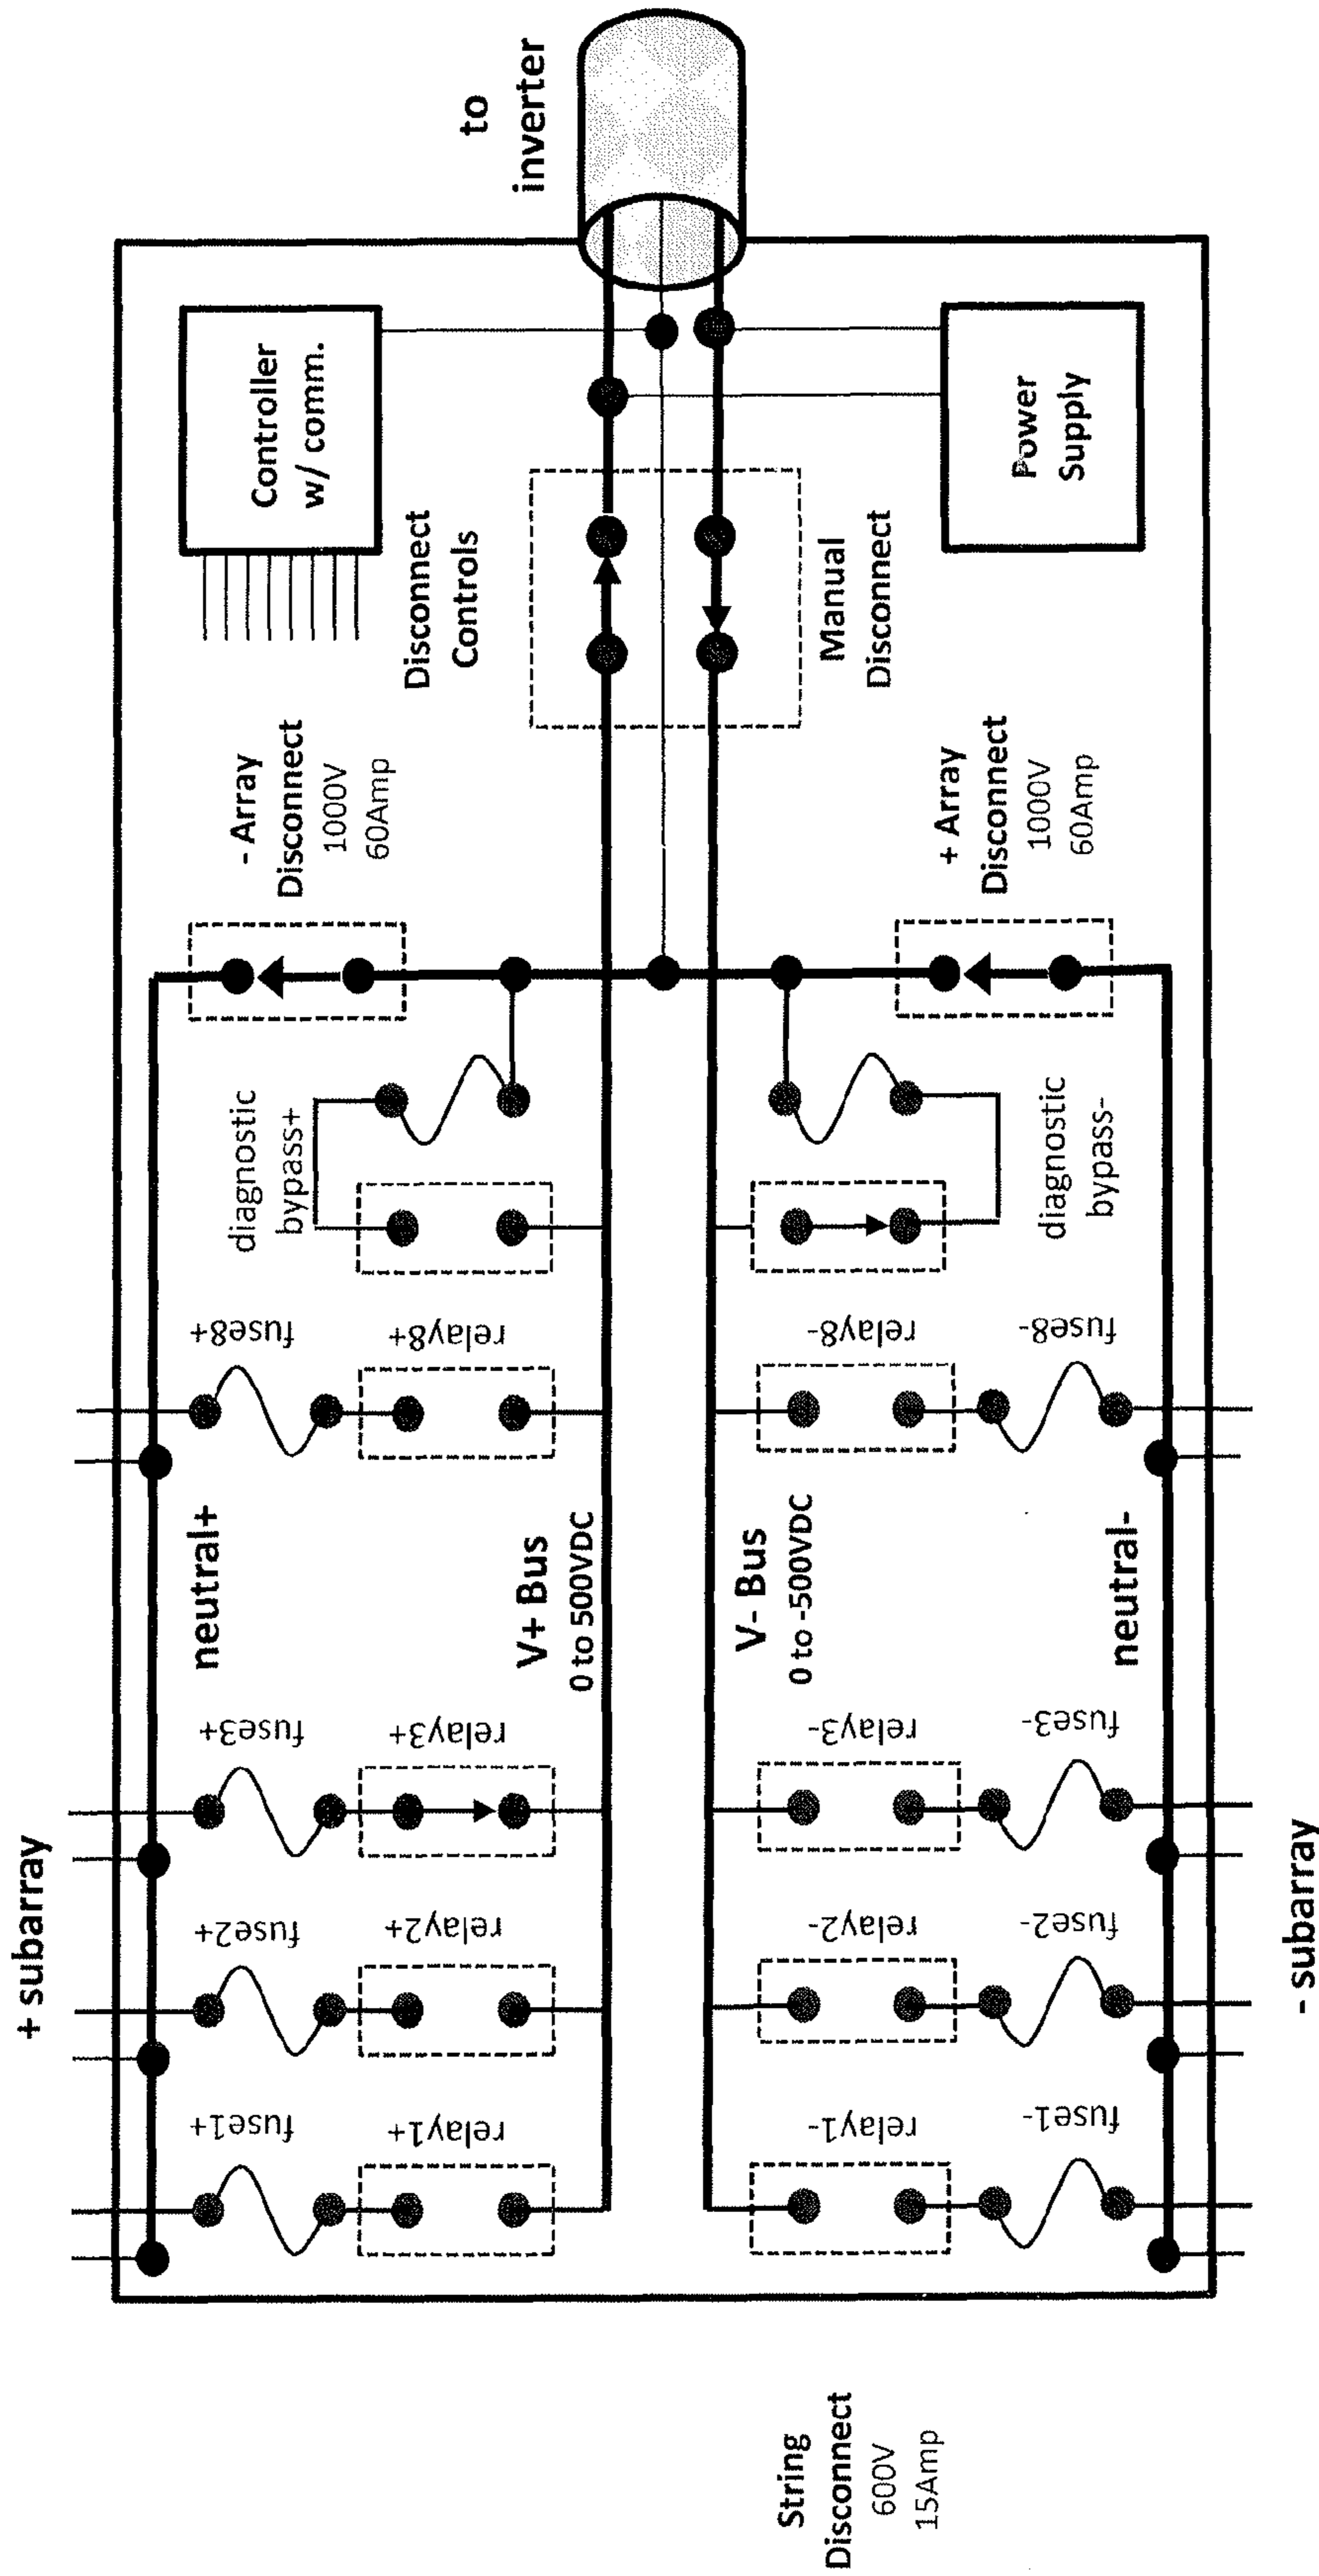 + subarray
fuse1+
relay1+
fuse2+
relay2+
fuse3+
relay3+
neutral+
V+ Bus
0 to 500VDC
fuse8+
relay8+
diagnostic
bypass+
- Array
Disconnect
1000V
60Amp
Disconnect
Controls
Controller
w/ comm.
to
inverter
String
Disconnect
600V
15Amp
relay1-
fuse1-
relay2-
fuse2-
relay3-
fuse3-
V- Bus
0 to -500VDC
neutral-
relay8-
fuse8-
diagnostic
bypass-
+ Array
Disconnect
1000V
60Amp
Manual
Disconnect
Power
Supply
- subarray